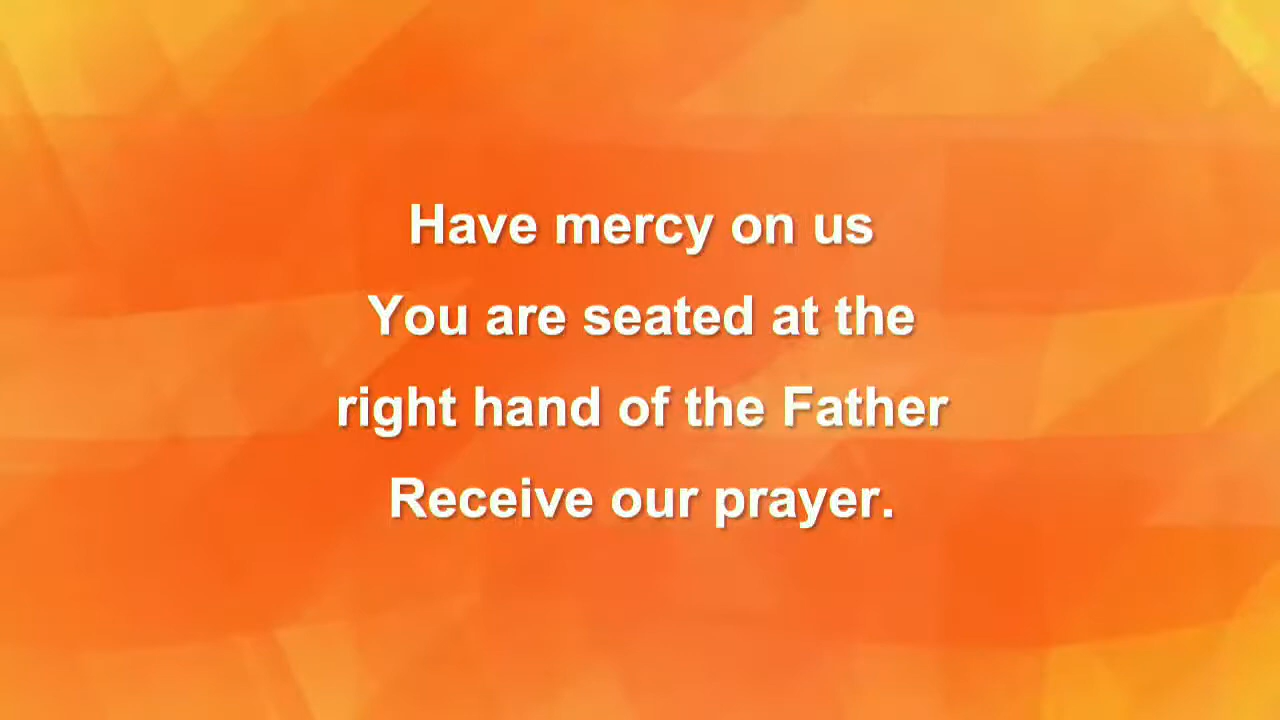 Have mercy on us
You are seated at the
right hand of the Father
Receive our prayer.